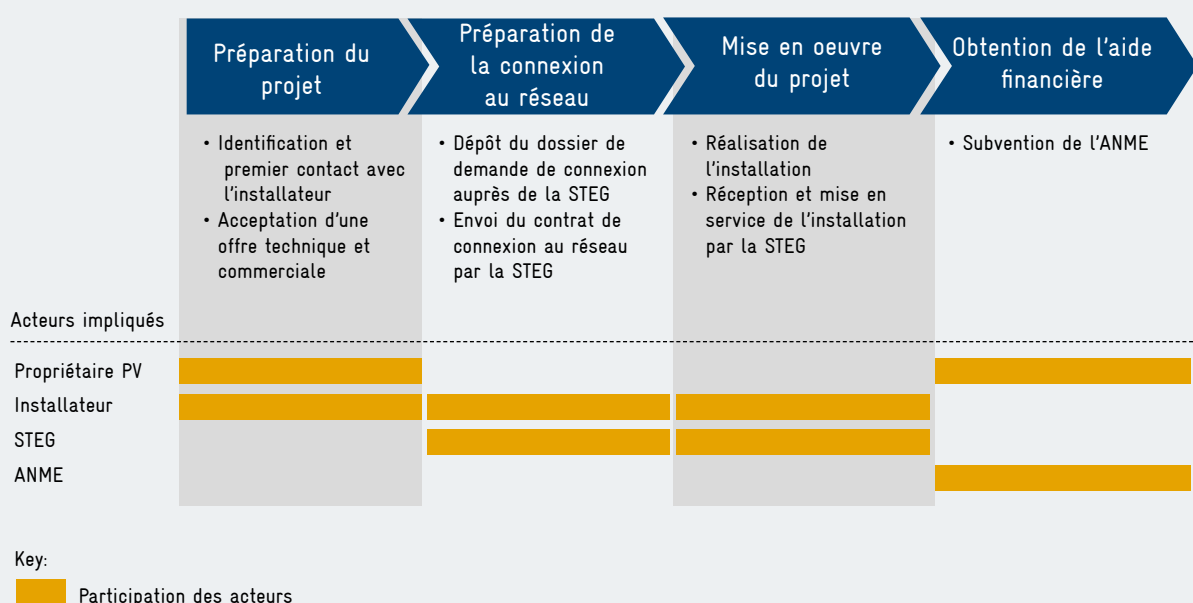 Préparation du
projet
Préparation de
la connexion
au réseau
Mise en oeuvre
du projet
Obtention de l'aide
financière
• Identification et
premier contact avec
l'installateur
• Acceptation d'une
offre technique et
commerciale
• Dépôt du dossier de
demande de connexion
auprès de la STEG
• Envoi du contrat de
connexion au réseau
par la STEG
• Réalisation de
l'installation
• Réception et mise en
service de l'installation
par la STEG
• Subvention de l'ANME
Acteurs impliqués
Propriétaire PV
Installateur
STEG
ANME
Key:
Participation des acteurs